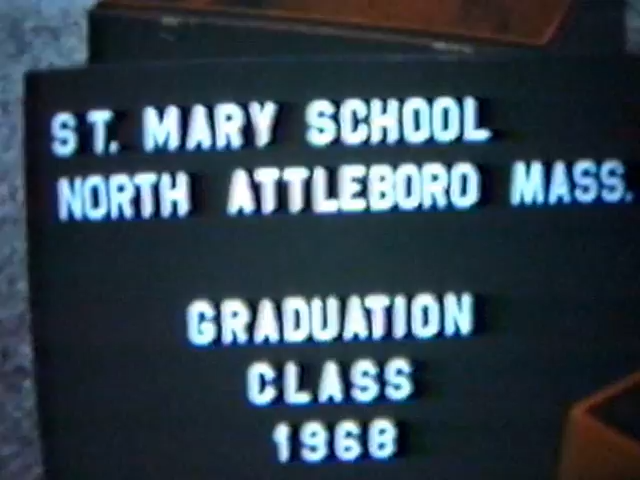 ST. MARY SCHOOL
NORTH ATTLEBORO MASS.
GRADUATION
CLASS
1968